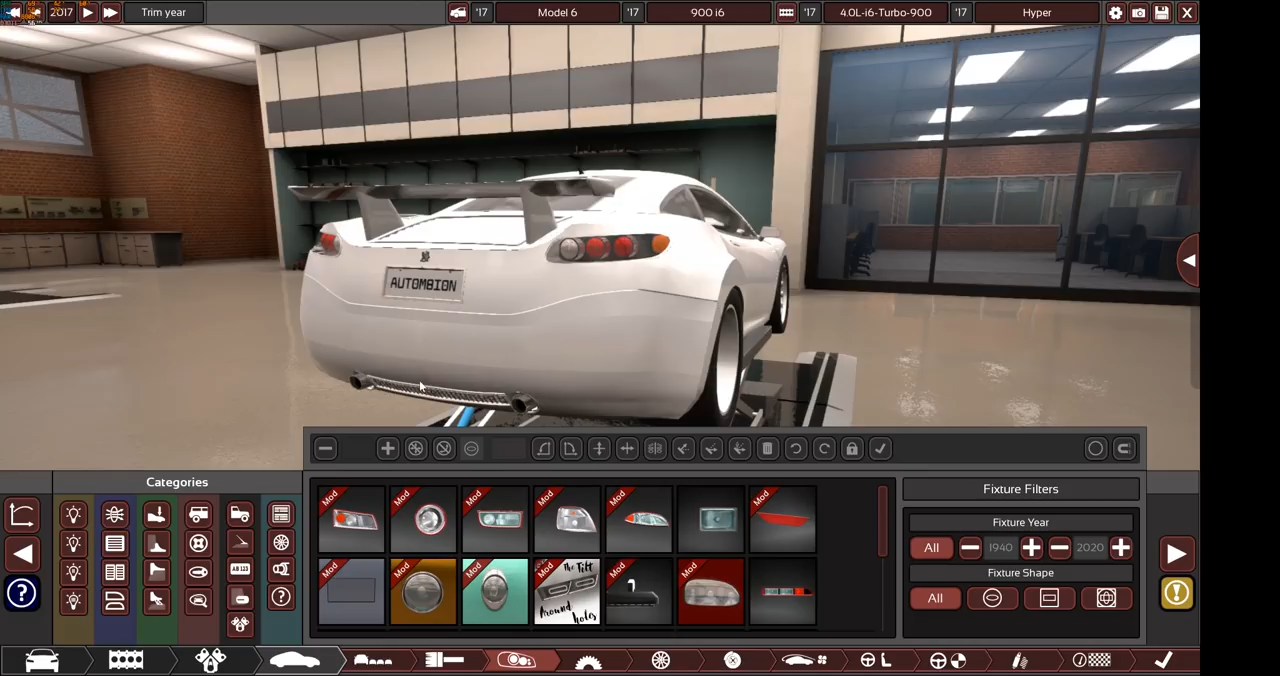 2017
Trim year
'17
Model 6
'17
900 i6
'17
4.0L-i6-Turbo-900
'17
Hyper
AUTOMBION
Categories
AB 123
Mod
Mod
Mod
Mod
Mod
Mod
Mod
Mod
Mod
The Tilt
Around
holes
Mod
Mod
Fixture Filters
Fixture Year
All
1940
2020
Fixture Shape
All